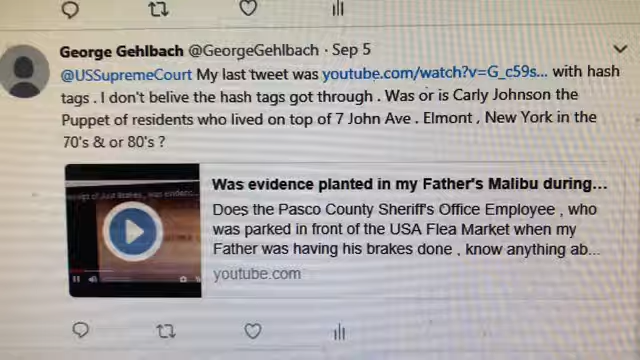 George Gehlbach @GeorgeGehlbach · Sep 5
@USSupremeCourt My last tweet was youtube.com/watch?v=G_c59s... with hash
tags . I don't belive the hash tags got through . Was or is Carly Johnson the
Puppet of residents who lived on top of 7 John Ave . Elmont , New York in the
70's & or 80's ?
Was evidence planted in my Father's Malibu during...
Does the Pasco County Sheriff's Office Employee , who
was parked in front of the USA Flea Market when my
Father was having his brakes done , know anything ab...
youtube.com